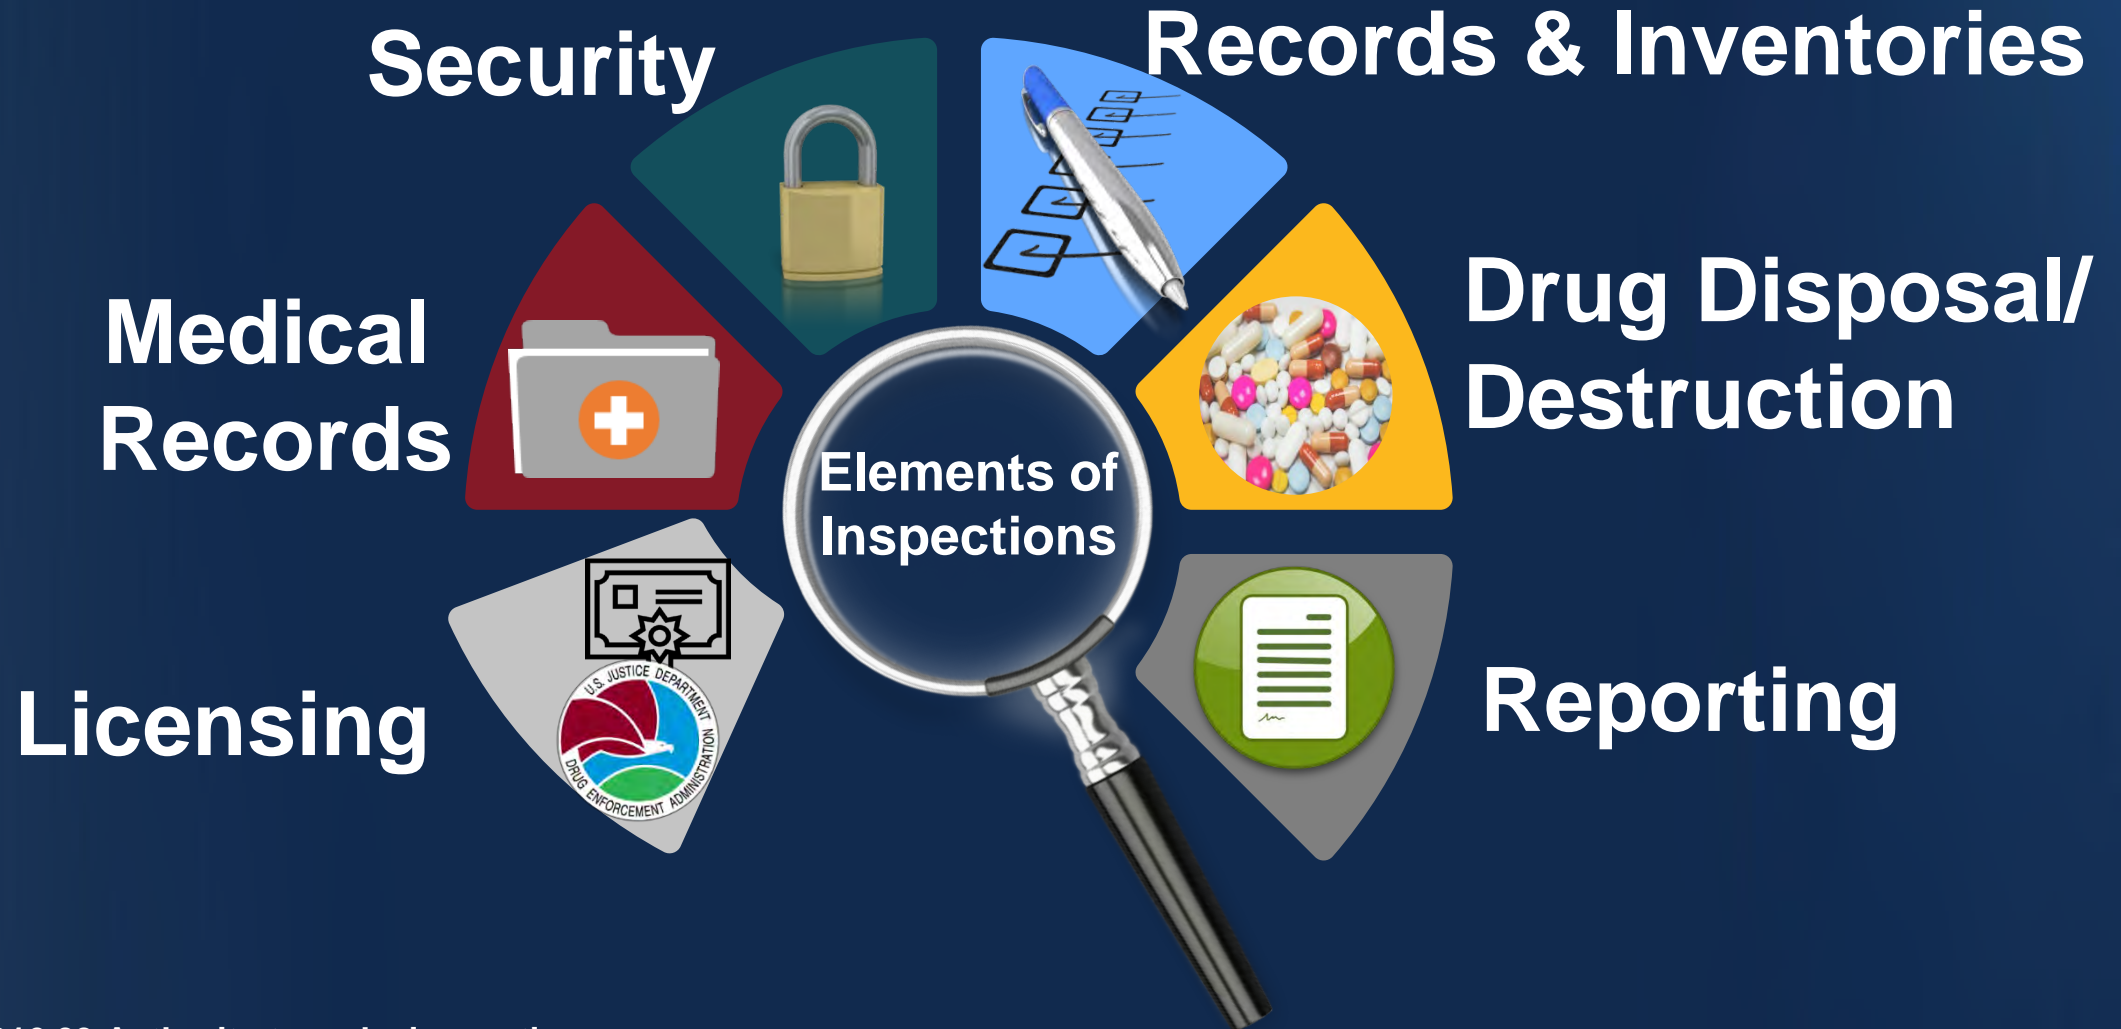 Security
Records & Inventories
Medical
Records
Drug Disposal/
Destruction
Elements of
Inspections
Licensing
Reporting
U.S. JUSTICE DEPARTMENT
DRUG ENFORCEMENT ADMINISTRATION